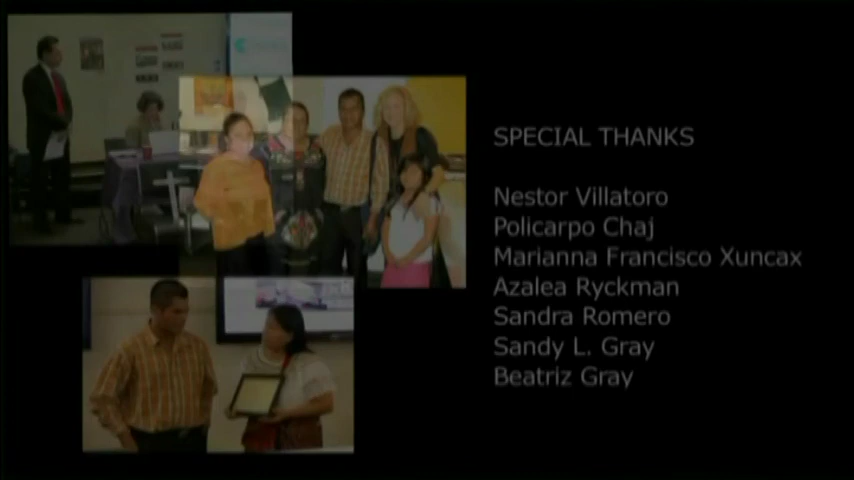 SPECIAL THANKS
Nestor Villatoro
Policarpo Chaj
Marianna Francisco Xuncax
Azalea Ryckman
Sandra Romero
Sandy L. Gray
Beatriz Gray